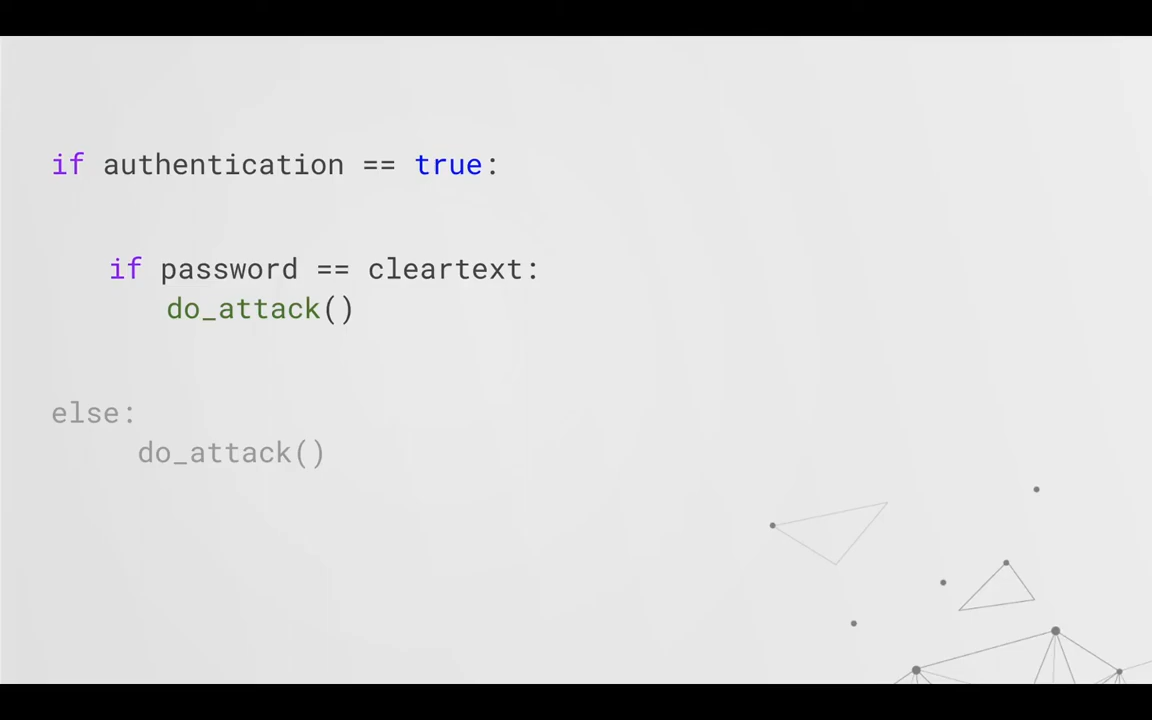 if authentication == true:
if password == cleartext:
do_attack()
else:
do_attack()